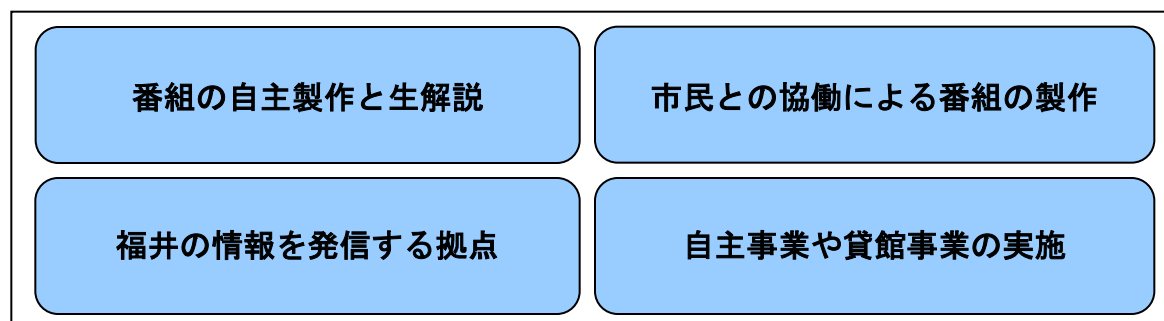 番組の自主製作と生解説
市民との協働による番組の製作
福井の情報を発信する拠点
自主事業や貸館事業の実施